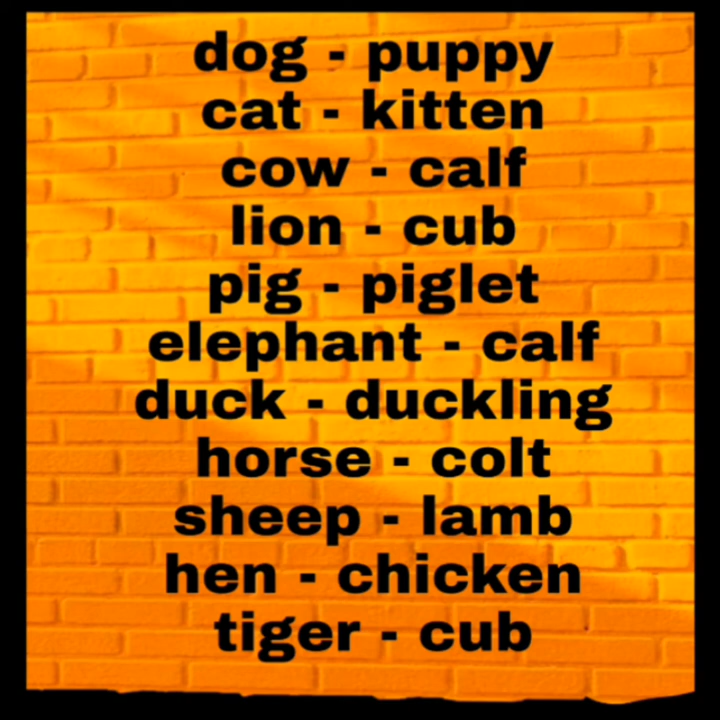 dog - puppy
cat - kitten
cow - calf
lion - cub
pig - piglet
elephant - calf
duck - duckling
horse - colt
sheep - lamb
hen - chicken
tiger - cub